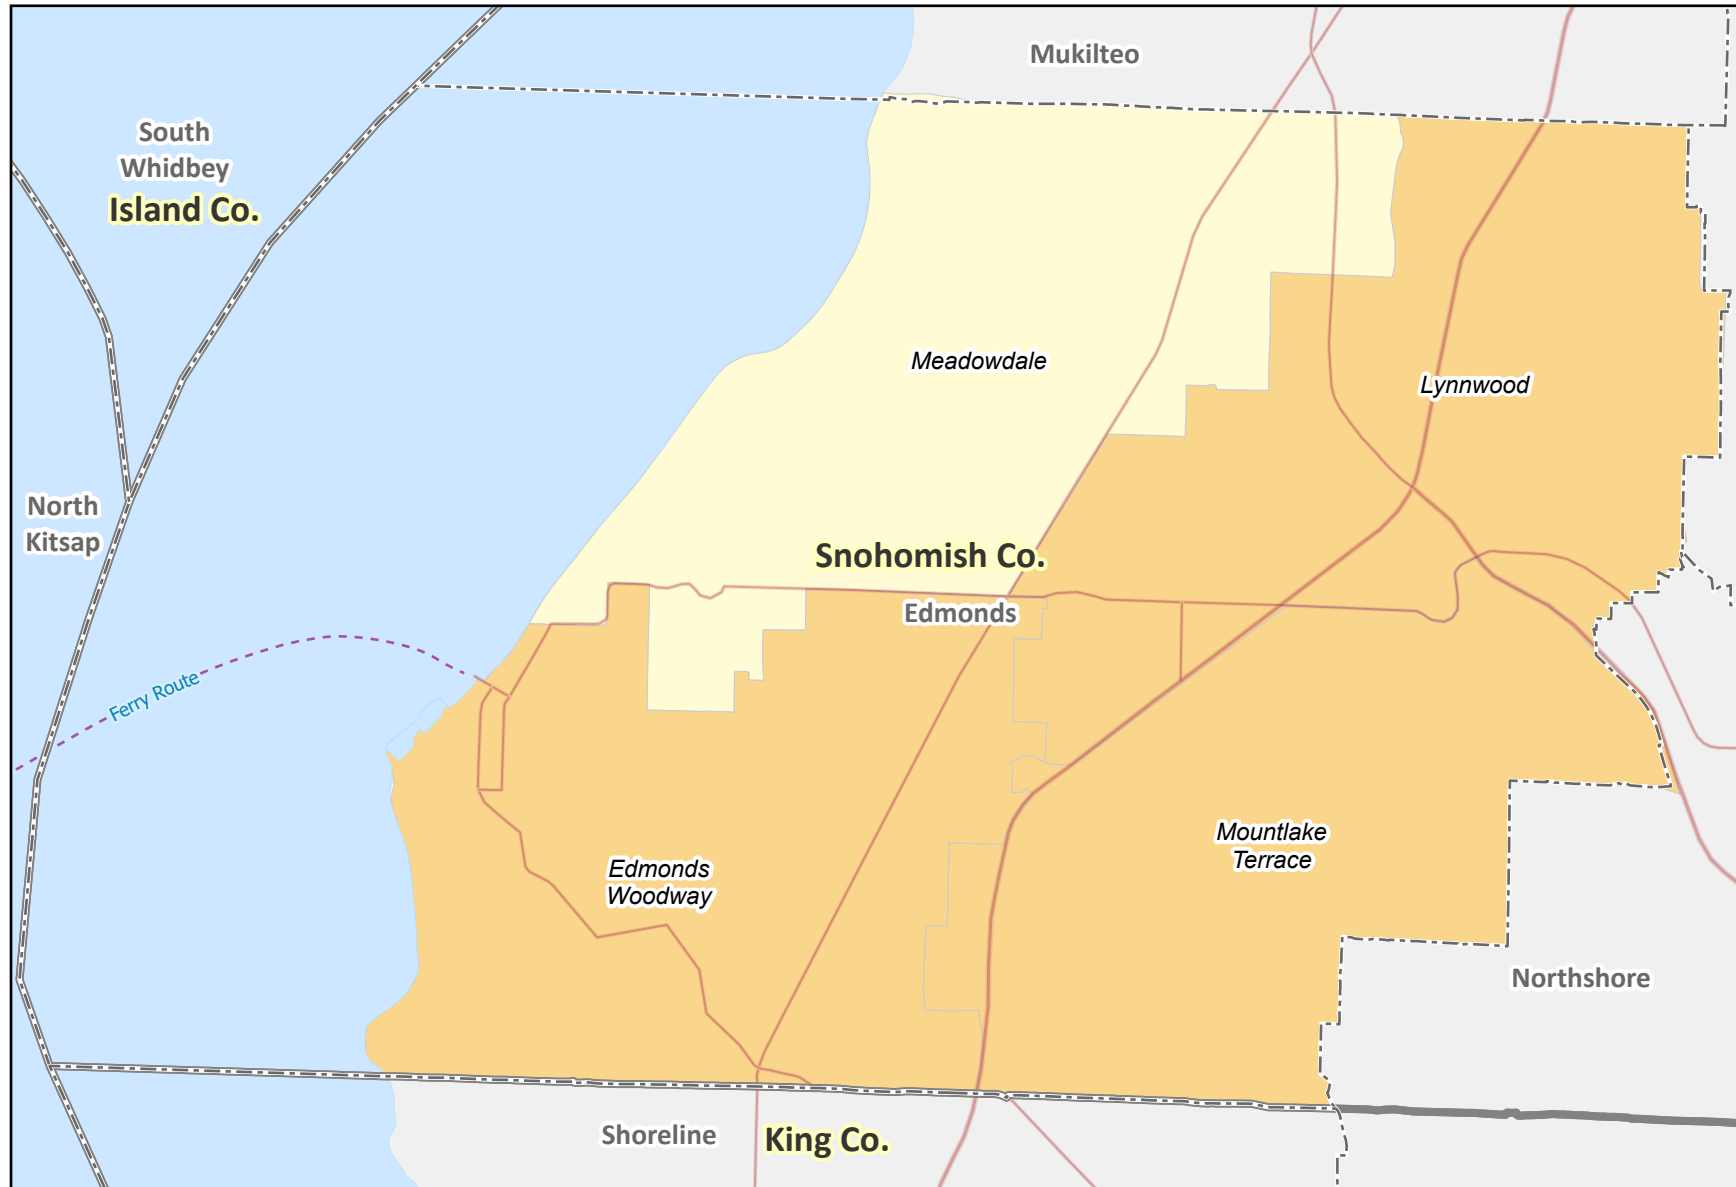 Mukilteo
South
Whidbey
Island Co.
Meadowdale
Lynnwood
North
Kitsap
Snohomish Co.
Edmonds
Ferry Route
Mountlake
Terrace
Edmonds
Woodway
Northshore
Shoreline
King Co.